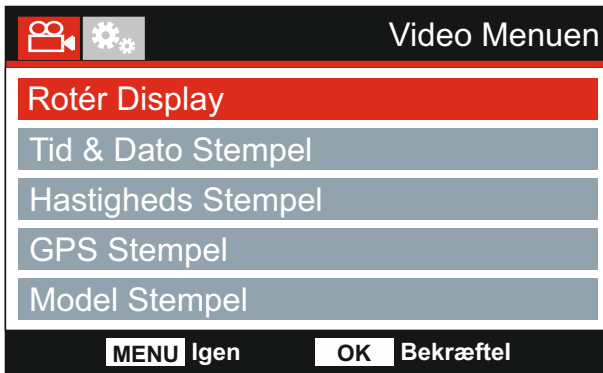 Video Menuen
Rotér Display
Tid & Dato Stempel
Hastigheds Stempel
GPS Stempel
Model Stempel
MENU Igen OK Bekræftel